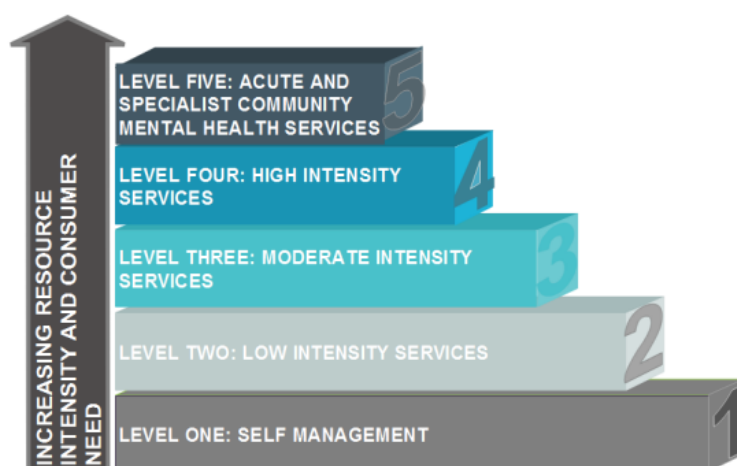 LEVEL FIVE: ACUTE AND
SPECIALIST COMMUNITY
MENTAL HEALTH SERVICES
5
LEVEL FOUR: HIGH INTENSITY
SERVICES
4
LEVEL THREE: MODERATE INTENSITY
SERVICES
3
LEVEL TWO: LOW INTENSITY SERVICES
2
LEVEL ONE: SELF MANAGEMENT
1
INCREASING RESOURCE
INTENSITY AND CONSUMER
NEED